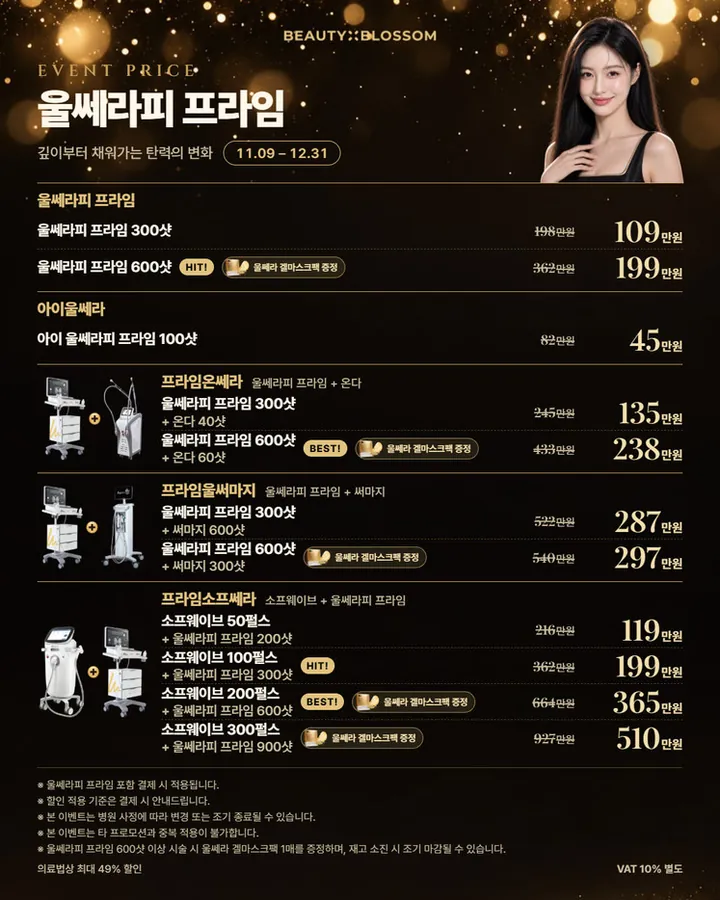 BEAUTY::BLOSSOM
EVENT PRICE
울쎄라피 프라임
깊이부터 채워가는 탄력의 변화 11.09 – 12.31
울쎄라피 프라임
울쎄라피 프라임 300샷 198만원 109만원
울쎄라피 프라임 600샷 HIT! 울쎄라 겔마스크팩 증정 362만원 199만원
아이울쎄라
아이 울쎄라피 프라임 100샷 82만원 45만원
프라임온쎄라 울쎄라피 프라임 + 온다
울쎄라피 프라임 300샷
+ 온다 40샷 245만원 135만원
울쎄라피 프라임 600샷
+ 온다 60샷 BEST! 울쎄라 겔마스크팩 증정 433만원 238만원
프라임울써마지 울쎄라피 프라임 + 써마지
울쎄라피 프라임 300샷
+ 써마지 600샷 522만원 287만원
울쎄라피 프라임 600샷
+ 써마지 300샷 울쎄라 겔마스크팩 증정 540만원 297만원
프라임소프쎄라 소프웨이브 + 울쎄라피 프라임
소프웨이브 50펄스
+ 울쎄라피 프라임 200샷 216만원 119만원
소프웨이브 100펄스
+ 울쎄라피 프라임 300샷 HIT! 362만원 199만원
소프웨이브 200펄스
+ 울쎄라피 프라임 600샷 BEST! 울쎄라 겔마스크팩 증정 664만원 365만원
소프웨이브 300펄스
+ 울쎄라피 프라임 900샷 울쎄라 겔마스크팩 증정 927만원 510만원
※ 울쎄라피 프라임 포함 결제 시 적용됩니다.
※ 할인 적용 기준은 결제 시 안내드립니다.
※ 본 이벤트는 병원 사정에 따라 변경 또는 조기 종료될 수 있습니다.
※ 본 이벤트는 타 프로모션과 중복 적용이 불가합니다.
※ 울쎄라피 프라임 600샷 이상 시술 시 울쎄라 겔마스크팩 1매를 증정하며, 재고 소진 시 조기 마감될 수 있습니다.
의료법상 최대 49% 할인 VAT 10% 별도